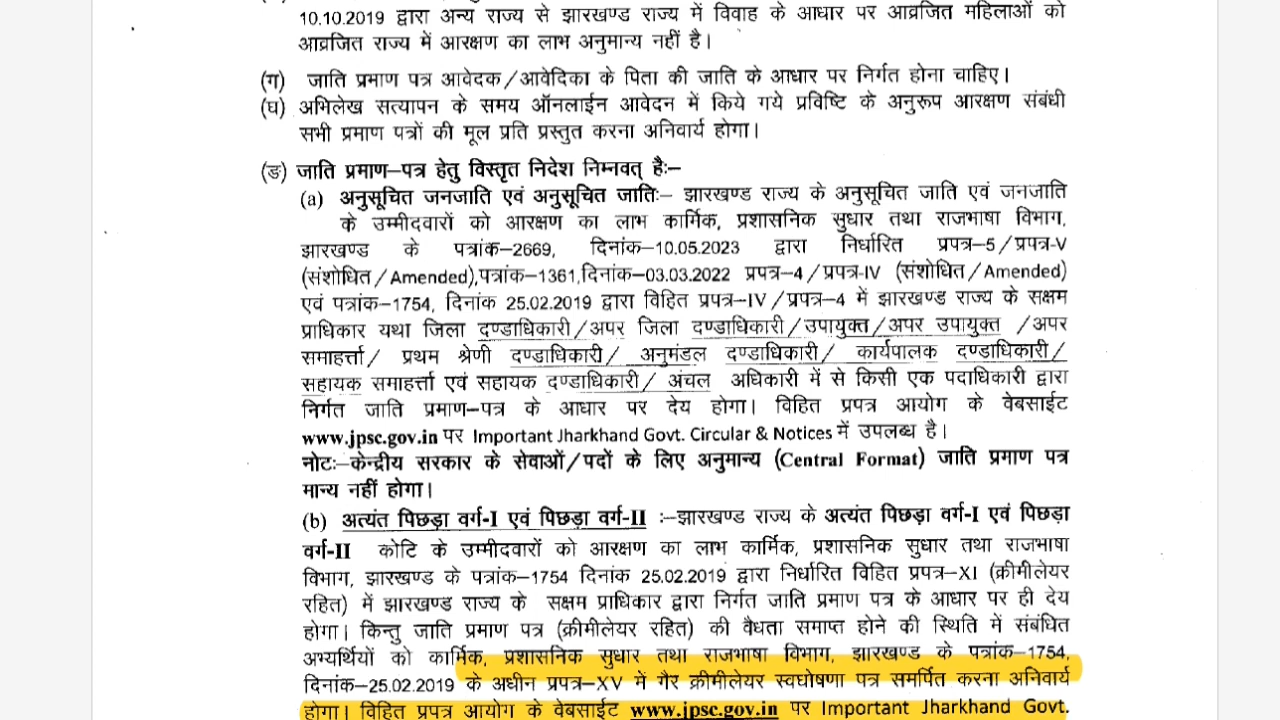 10.10.2019 द्वारा अन्य राज्य से झारखण्ड राज्य में विवाह के आधार पर आव्रजित महिलाओं को
आव्रजित राज्य में आरक्षण का लाभ अनुमान्य नहीं है।
(ग) जाति प्रमाण पत्र आवेदक/आवेदिका के पिता की जाति के आधार पर निर्गत होना चाहिए।
(घ) अभिलेख सत्यापन के समय ऑनलाईन आवेदन में किये गये प्रविष्टि के अनुरूप आरक्षण संबंधी
सभी प्रमाण पत्रों की मूल प्रति प्रस्तुत करना अनिवार्य होगा।
(ङ) जाति प्रमाण–पत्र हेतु विस्तृत निदेश निम्नवत् हैः–
(a) अनुसूचित जनजाति एवं अनुसूचित जातिः– झारखण्ड राज्य के अनुसूचित जाति एवं जनजाति
के उम्मीदवारों को आरक्षण का लाभ कार्मिक, प्रशासनिक सुधार तथा राजभाषा विभाग,
झारखण्ड के पत्रांक–2669, दिनांक–10.05.2023 द्वारा निर्धारित प्रपत्र–5/प्रपत्र-V
(संशोधित/Amended),पत्रांक–1361,दिनांक–03.03.2022 प्रपत्र–4/प्रपत्र-IV (संशोधित/Amended)
एवं पत्रांक–1754, दिनांक 25.02.2019 द्वारा विहित प्रपत्र–IV/प्रपत्र–4 में झारखण्ड राज्य के सक्षम
प्राधिकार यथा जिला दण्डाधिकारी/अपर जिला दण्डाधिकारी/उपायुक्त/अपर उपायुक्त /अपर
समाहर्त्ता/ प्रथम श्रेणी दण्डाधिकारी/ अनुमंडल दण्डाधिकारी/ कार्यपालक दण्डाधिकारी/
सहायक समाहर्त्ता एवं सहायक दण्डाधिकारी/ अंचल अधिकारी में से किसी एक पदाधिकारी द्वारा
निर्गत जाति प्रमाण–पत्र के आधार पर देय होगा। विहित प्रपत्र आयोग के वेबसाईट
www.jpsc.gov.in पर Important Jharkhand Govt. Circular & Notices में उपलब्ध है।
नोटः–केन्द्रीय सरकार के सेवाओं/पदों के लिए अनुमान्य (Central Format) जाति प्रमाण पत्र
मान्य नहीं होगा।
(b) अत्यंत पिछड़ा वर्ग-I एवं पिछड़ा वर्ग-II :–झारखण्ड राज्य के अत्यंत पिछड़ा वर्ग-I एवं पिछड़ा
वर्ग-II कोटि के उम्मीदवारों को आरक्षण का लाभ कार्मिक, प्रशासनिक सुधार तथा राजभाषा
विभाग, झारखण्ड के पत्रांक–1754 दिनांक 25.02.2019 द्वारा निर्धारित विहित प्रपत्र–XI (क्रीमीलेयर
रहित) में झारखण्ड राज्य के सक्षम प्राधिकार द्वारा निर्गत जाति प्रमाण पत्र के आधार पर ही देय
होगा। किन्तु जाति प्रमाण पत्र (क्रीमीलेयर रहित) की वैधता समाप्त होने की स्थिति में संबंधित
अभ्यर्थियों को कार्मिक, प्रशासनिक सुधार तथा राजभाषा विभाग, झारखण्ड के पत्रांक–1754,
दिनांक–25.02.2019 के अधीन प्रपत्र–XV में गैर क्रीमीलेयर स्वघोषणा पत्र समर्पित करना अनिवार्य
होगा। विहित प्रपत्र आयोग के वेबसाईट www.jpsc.gov.in पर Important Jharkhand Govt.